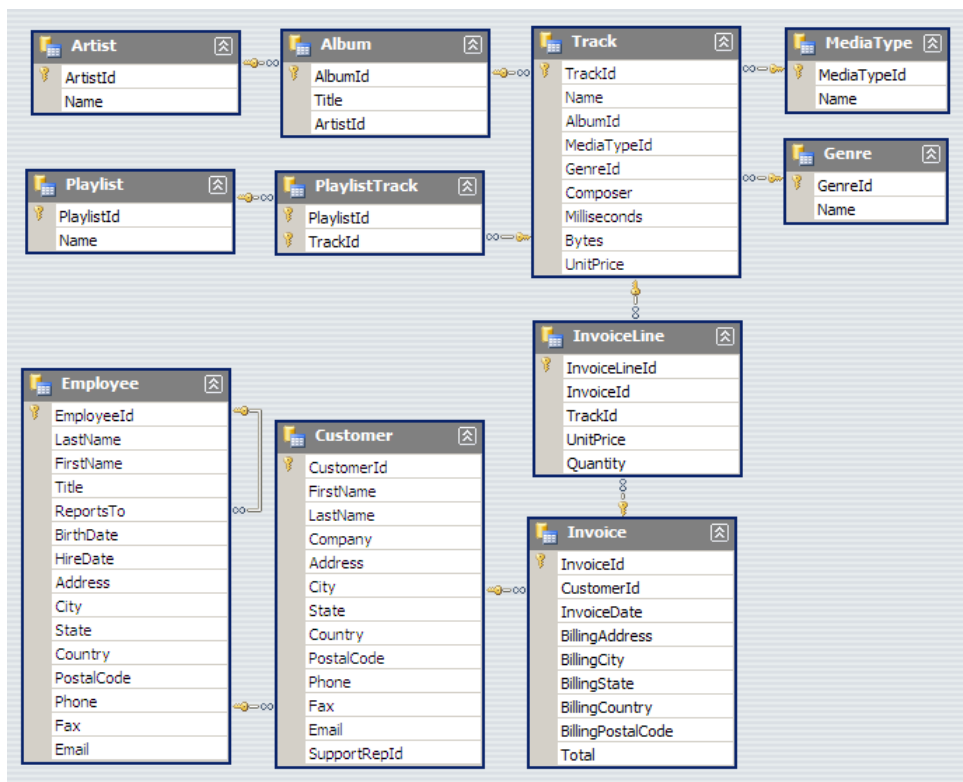 Artist
ArtistId
Name
Album
AlbumId
Title
ArtistId
Track
TrackId
Name
AlbumId
MediaTypeId
GenreId
Composer
Milliseconds
Bytes
UnitPrice
MediaType
MediaTypeId
Name
Genre
GenreId
Name
Playlist
PlaylistId
Name
PlaylistTrack
PlaylistId
TrackId
InvoiceLine
InvoiceLineId
InvoiceId
TrackId
UnitPrice
Quantity
Employee
EmployeeId
LastName
FirstName
Title
ReportsTo
BirthDate
HireDate
Address
City
State
Country
PostalCode
Phone
Fax
Email
Customer
CustomerId
FirstName
LastName
Company
Address
City
State
Country
PostalCode
Phone
Fax
Email
SupportRepId
Invoice
InvoiceId
CustomerId
InvoiceDate
BillingAddress
BillingCity
BillingState
BillingCountry
BillingPostalCode
Total